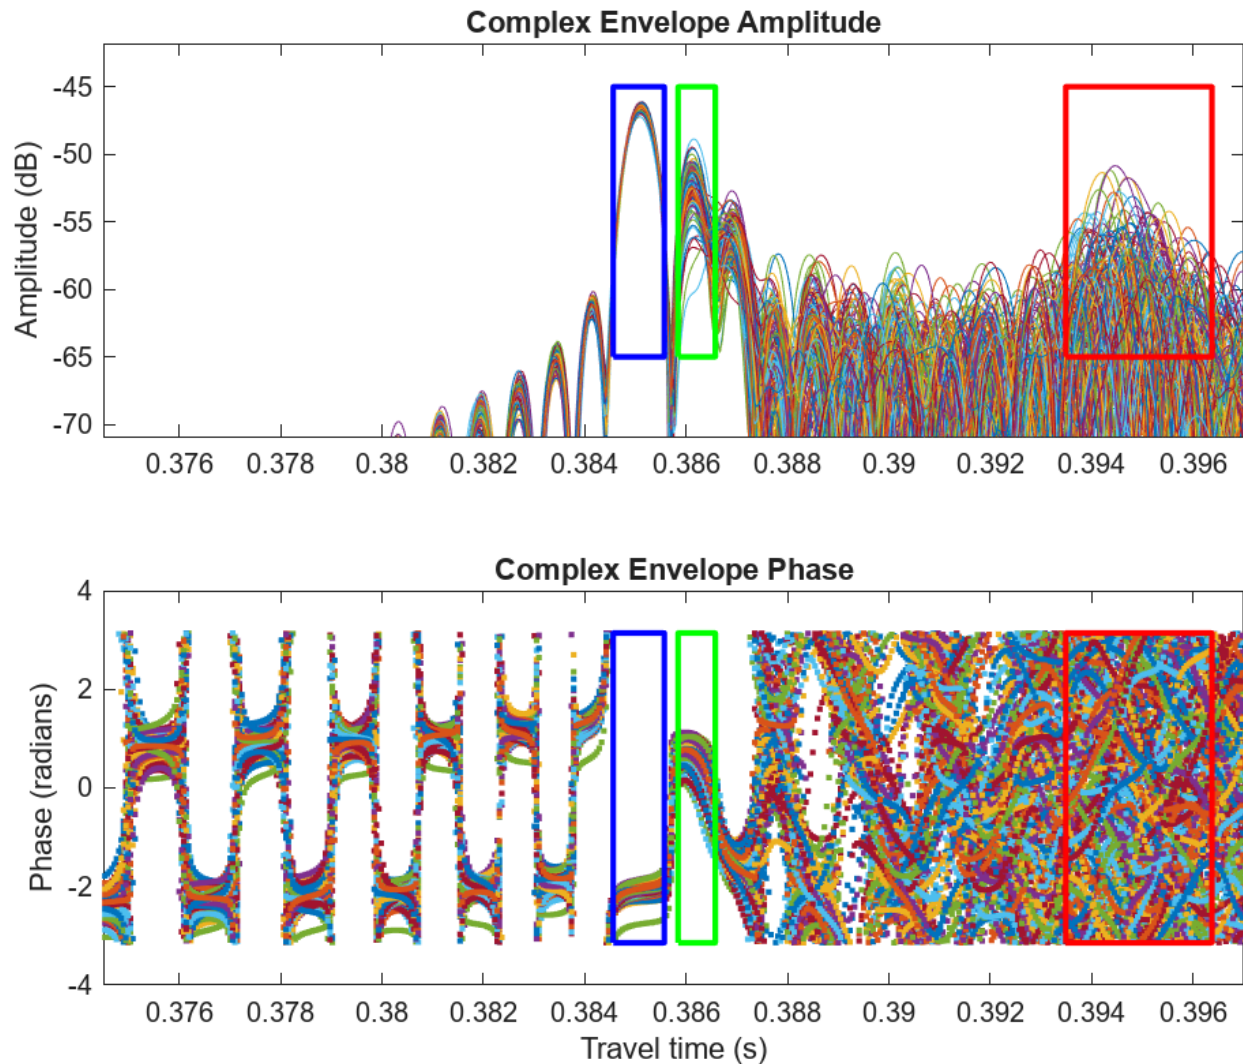 Complex Envelope Amplitude
Amplitude (dB)
-45
-50
-55
-60
-65
-70
0.376 0.378 0.38 0.382 0.384 0.386 0.388 0.39 0.392 0.394 0.396
Complex Envelope Phase
Phase (radians)
4
2
0
-2
-4
0.376 0.378 0.38 0.382 0.384 0.386 0.388 0.39 0.392 0.394 0.396
Travel time (s)